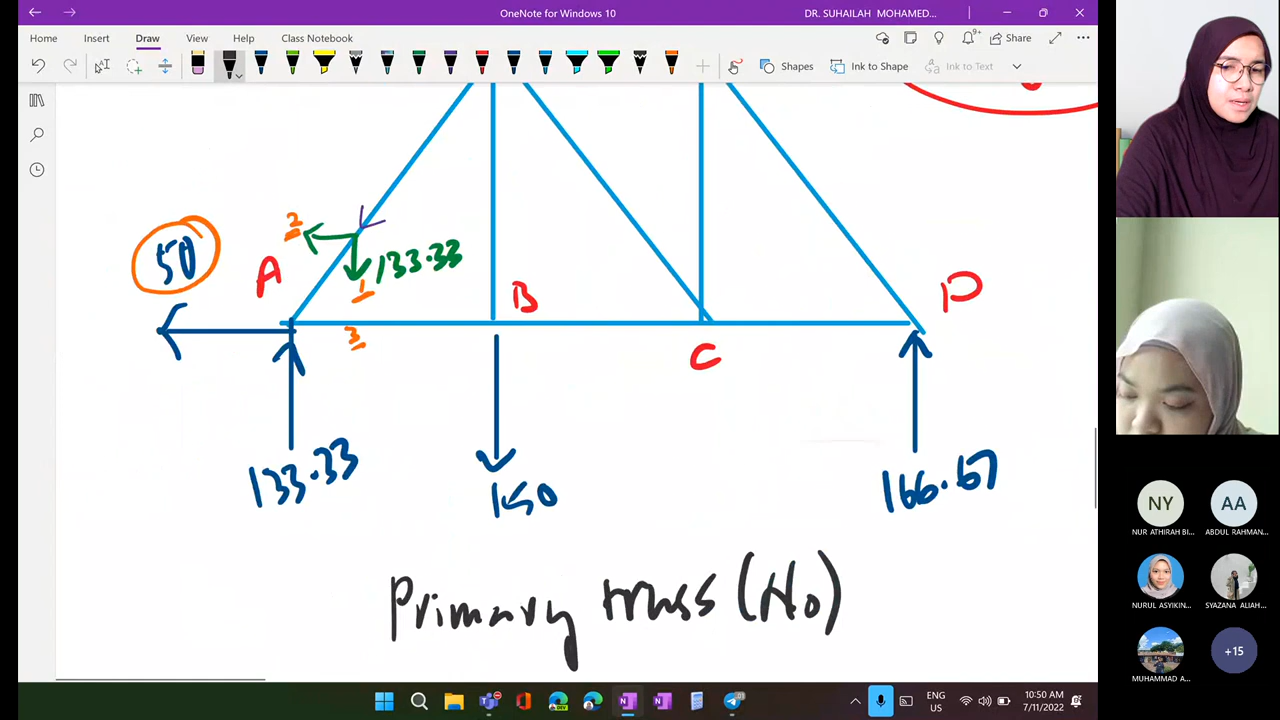 OneNote for Windows 10
DR. SUHAILAH MOHAMED...
Home Insert Draw View Help Class Notebook
9+ Share
Shapes Ink to Shape Ink to Text
50
2
A
133.33
1
3
B
C
D
133.33
150
166.67
Primary truss (No)
NY
AA
NUR ATHIRAH BI...
ABDUL RAHMAN...
NURUL ASYIKIN...
SYAZANA ALIAH...
MUHAMMAD A...
+15
ENG
US
10:50 AM
7/11/2022